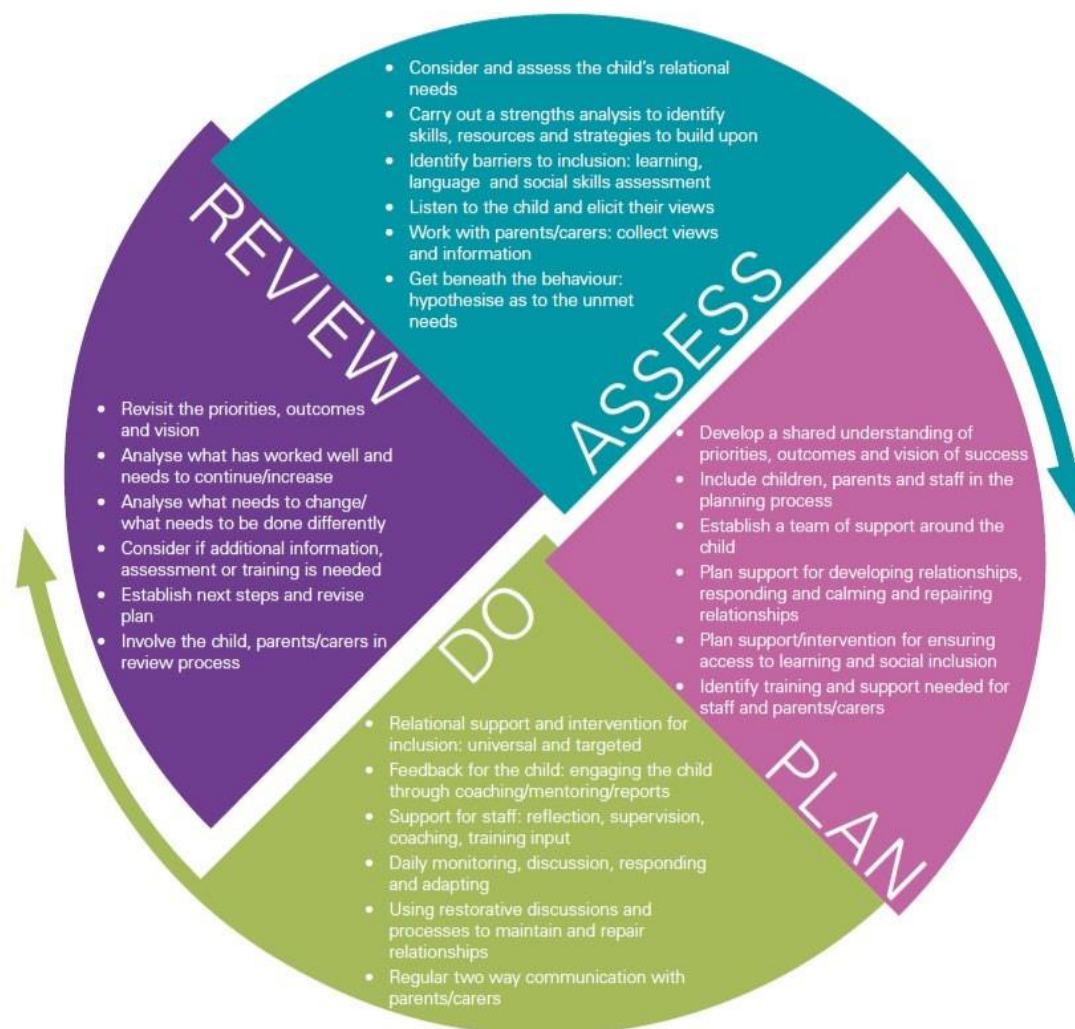 ASSESS
• Consider and assess the child's relational
needs
• Carry out a strengths analysis to identify
skills, resources and strategies to build upon
• Identify barriers to inclusion: learning,
language and social skills assessment
• Listen to the child and elicit their views
• Work with parents/carers: collect views
and information
• Get beneath the behaviour:
hypothesise as to the unmet
needs
PLAN
• Develop a shared understanding of
priorities, outcomes and vision of success
• Include children, parents and staff in the
planning process
• Establish a team of support around the
child
• Plan support for developing relationships,
responding and calming and repairing
relationships
• Plan support/intervention for ensuring
access to learning and social inclusion
• Identify training and support needed for
staff and parents/carers
DO
• Relational support and intervention for
inclusion: universal and targeted
• Feedback for the child: engaging the child
through coaching/mentoring/reports
• Support for staff: reflection, supervision,
coaching, training input
• Daily monitoring, discussion, responding
and adapting
• Using restorative discussions and
processes to maintain and repair
relationships
• Regular two way communication with
parents/carers
REVIEW
• Revisit the priorities, outcomes
and vision
• Analyse what has worked well and
needs to continue/increase
• Analyse what needs to change/
what needs to be done differently
• Consider if additional information,
assessment or training is needed
• Establish next steps and revise
plan
• Involve the child, parents/carers in
review process